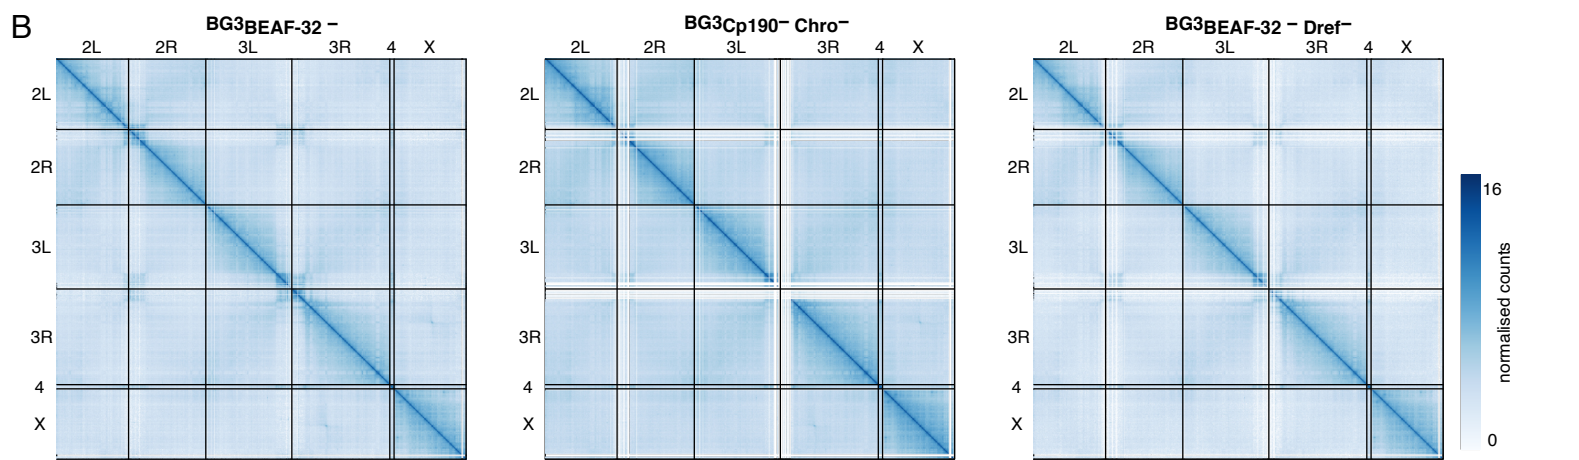 B
BG3BEAF-32 −
BG3Cp190− Chro−
BG3BEAF-32 − Dref−
2L 2R 3L 3R 4 X
2L 2R 3L 3R 4 X
2L 2R 3L 3R 4 X
2L
2R
3L
3R
4
X
2L
2R
3L
3R
4
X
2L
2R
3L
3R
4
X
16
normalised counts
0